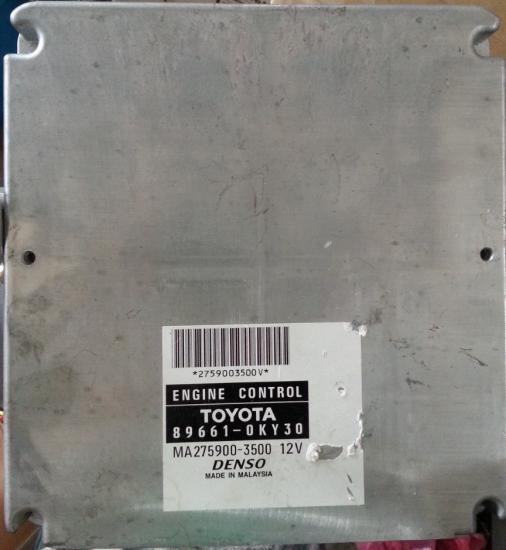 *2759003500V*
ENGINE CONTROL
TOYOTA
89661-0KY30
MA275900-3500 12V
DENSO
MADE IN MALAYSIA